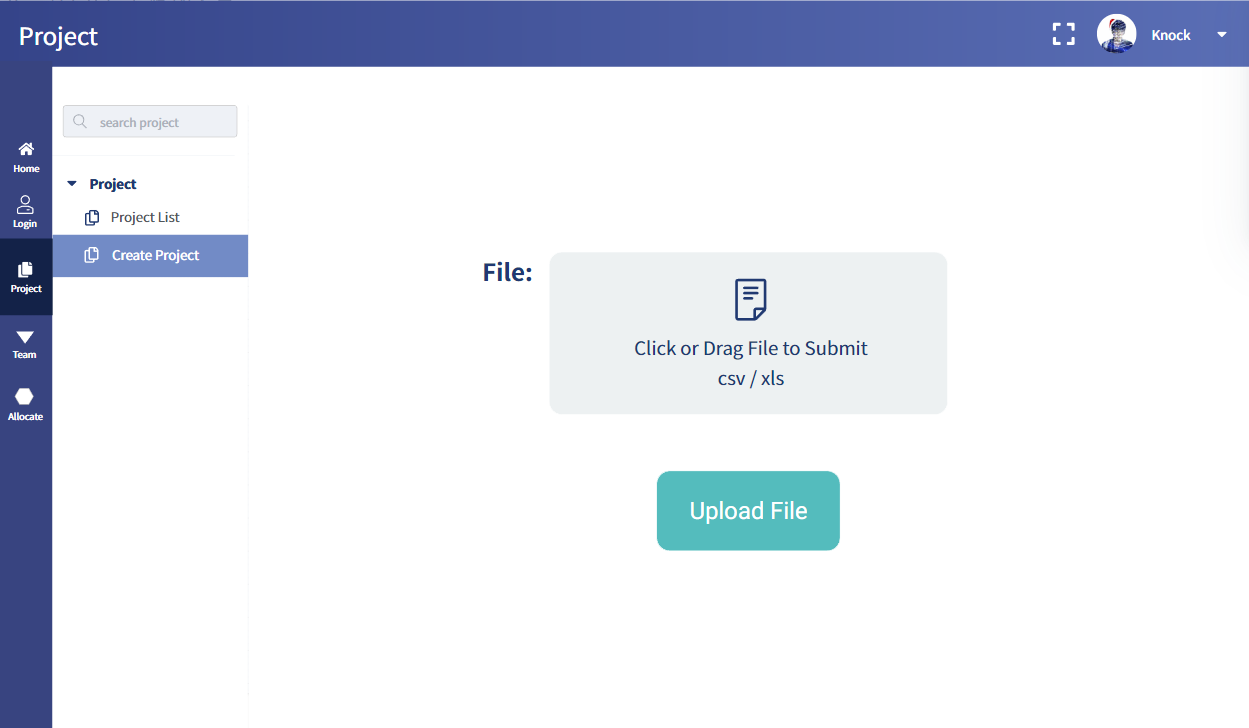 Project
Knock
search project
Home
Login
Project
Team
Allocate
Project
Project List
Create Project
File:
Click or Drag File to Submit
csv / xls
Upload File